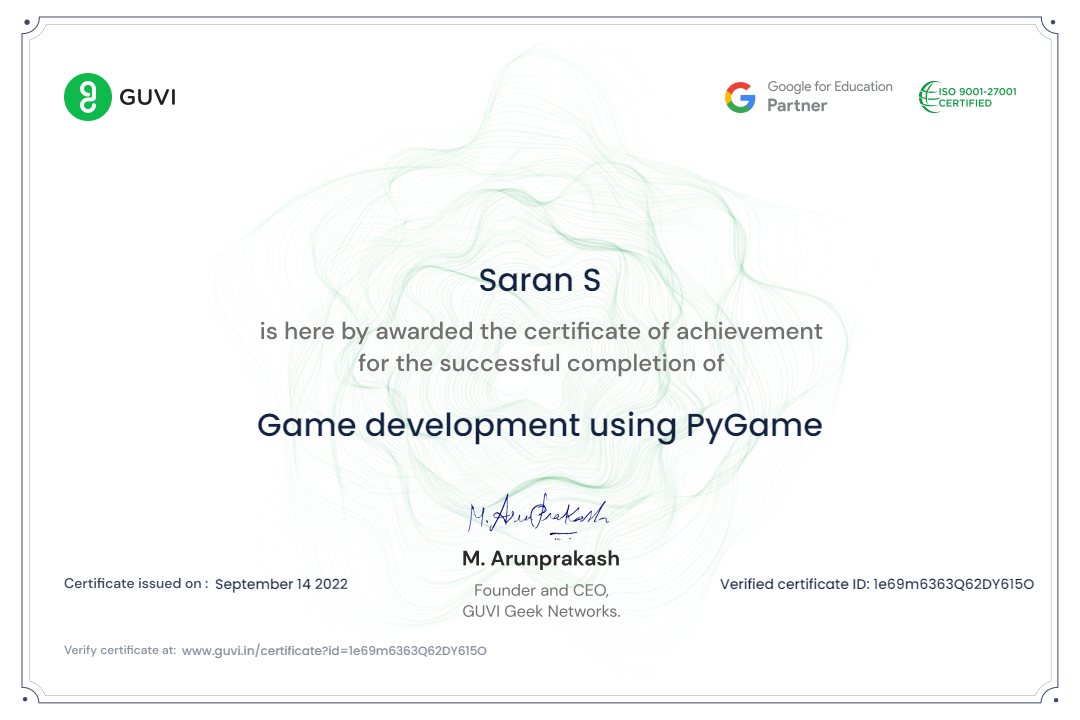 GUVI
Google for Education
Partner
ISO 9001-27001
CERTIFIED
Saran S
is here by awarded the certificate of achievement
for the successful completion of
Game development using PyGame
M. Arunprakash
M. Arunprakash
Founder and CEO,
GUVI Geek Networks.
Certificate issued on : September 14 2022
Verified certificate ID: 1e69m6363Q62DY615O
Verify certificate at: www.guvi.in/certificate?id=1e69m6363Q62DY615O